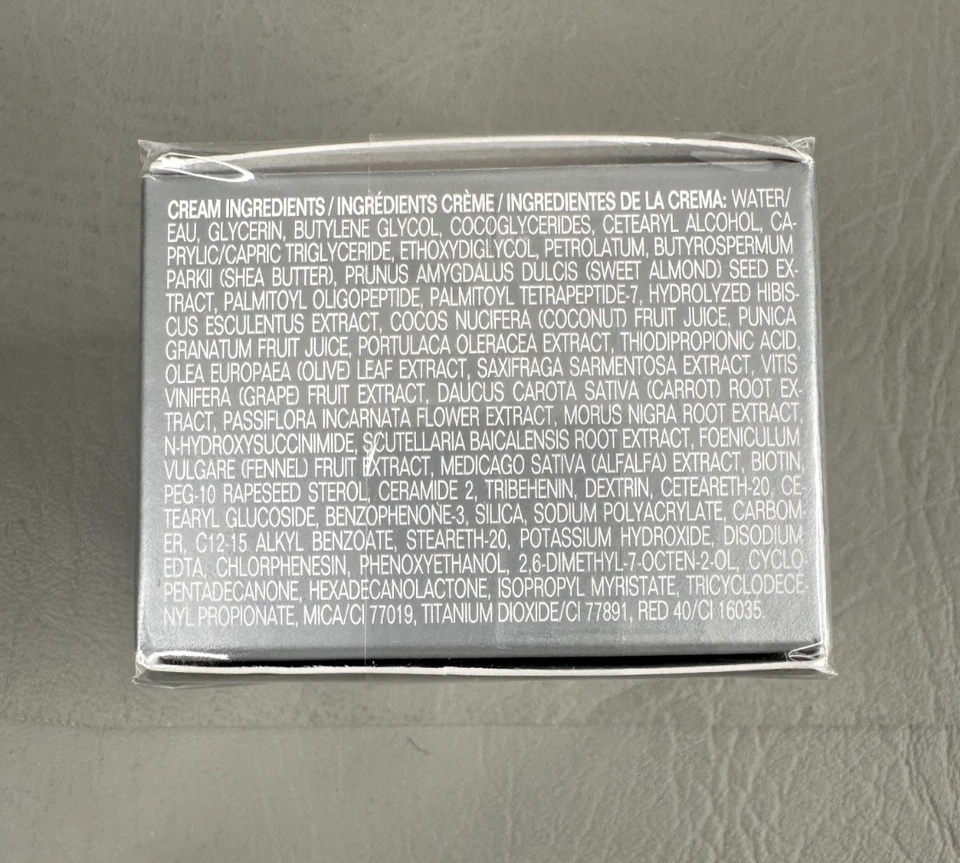 CREAM INGREDIENTS / INGRÉDIENTS CRÈME / INGREDIENTES DE LA CREMA: WATER/
EAU, GLYCERIN, BUTYLENE GLYCOL, COCOGLYCERIDES, CETEARYL ALCOHOL, CA-
PRYLIC/CAPRIC TRIGLYCERIDE, ETHOXYDIGLYCOL, PETROLATUM, BUTYROSPERMUM
PARKII (SHEA BUTTER), PRUNUS AMYGDALUS DULCIS (SWEET ALMOND) SEED EX-
TRACT, PALMITOYL OLIGOPEPTIDE, PALMITOYL TETRAPEPTIDE-7, HYDROLYZED HIBIS-
CUS ESCULENTUS EXTRACT, COCOS NUCIFERA (COCONUT) FRUIT JUICE, PUNICA
GRANATUM FRUIT JUICE, PORTULACA OLERACEA EXTRACT, THIODIPROPIONIC ACID,
OLEA EUROPAEA (OLIVE) LEAF EXTRACT, SAXIFRAGA SARMENTOSA EXTRACT, VITIS
VINIFERA (GRAPE) FRUIT EXTRACT, DAUCUS CAROTA SATIVA (CARROT) ROOT EX-
TRACT, PASSIFLORA INCARNATA FLOWER EXTRACT, MORUS NIGRA ROOT EXTRACT,
N-HYDROXYSUCCINIMIDE, SCUTELLARIA BAICALENSIS ROOT EXTRACT, FOENICULUM
VULGARE (FENNEL) FRUIT EXTRACT, MEDICAGO SATIVA (ALFALFA) EXTRACT, BIOTIN,
PEG-10 RAPESEED STEROL, CERAMIDE 2, TRIBEHENIN, DEXTRIN, CETEARETH-20, CE
TEARYL GLUCOSIDE, BENZOPHENONE-3, SILICA, SODIUM POLYACRYLATE, CARBOM-
ER, C12-15 ALKYL BENZOATE, STEARETH-20, POTASSIUM HYDROXIDE, DISODIUM
EDTA, CHLORPHENESIN, PHENOXYETHANOL, 2,6-DIMETHYL-7-OCTEN-2-OL, CYCLO
PENTADECANONE, HEXADECANOLACTONE, ISOPROPYL MYRISTATE, TRICYCLODECE-
NYL PROPIONATE, MICA/CI 77019, TITANIUM DIOXIDE/CI 77891, RED 40/CI 16035.